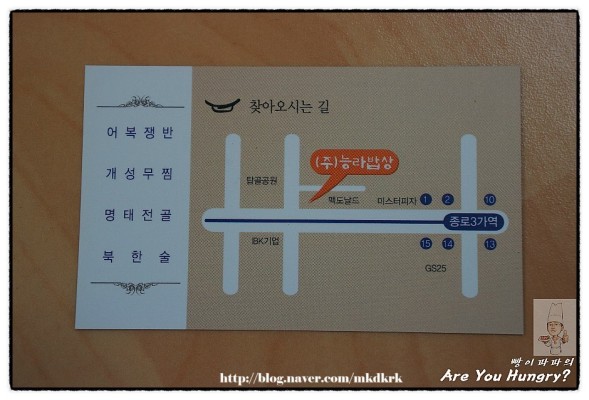 어복쟁반
개성무찜
명태전골
북한술
찾아오시는 길
(주)능라밥상
탑골공원
맥도날드
미스터피자
1
2
10
종로3가역
IBK기업
15
14
13
GS25
빵이파파의
Are You Hungry?
http://blog.naver.com/mkdkrk